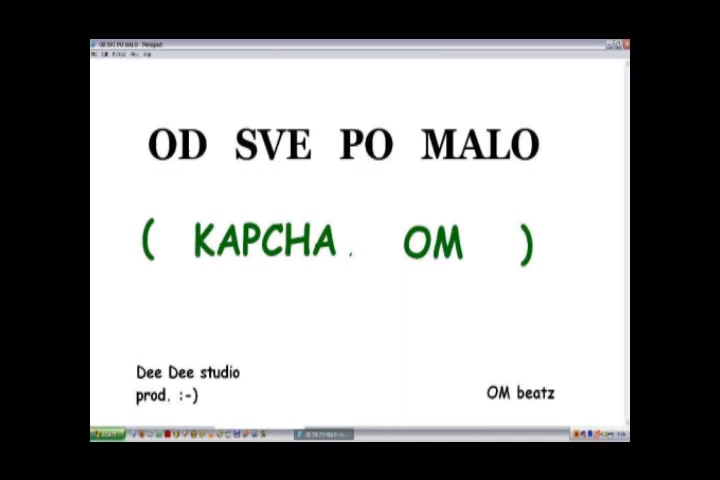 OD SVE PO MALO
( KAPCHA , OM )
Dee Dee studio
prod. :-)
OM beatz